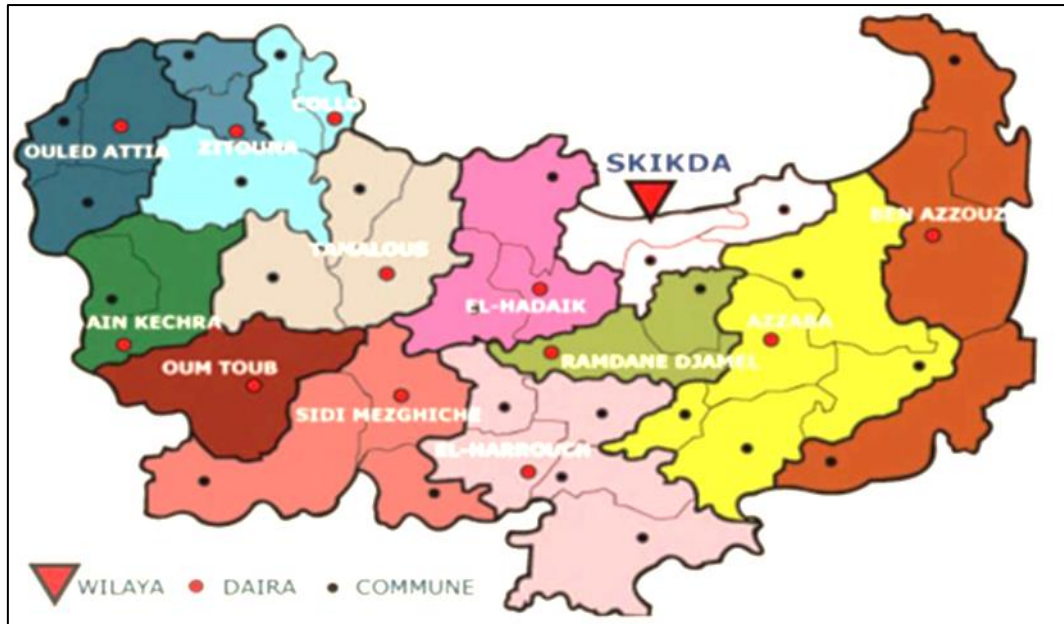 COLLO
OULED ATTIA
ZITOUNA
SKIKDA
BEN AZZOUZ
TAMALOUS
EL-HADAIK
AIN KECHRA
AZZABA
OUM TOUB
RAMDANE DJAMEL
SIDI MEZGHICHE
EL-HARROUCH
WILAYA
DAIRA
COMMUNE